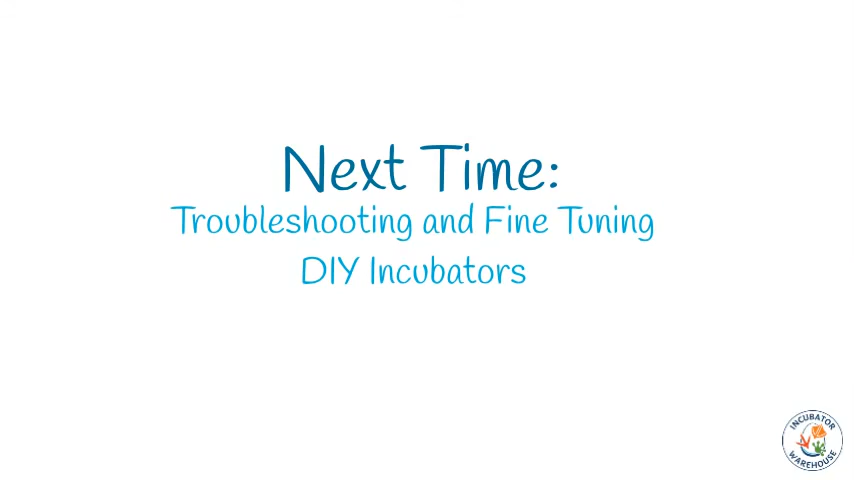 Next Time:
Troubleshooting and Fine Tuning
DIY Incubators
INCUBATOR
WAREHOUSE